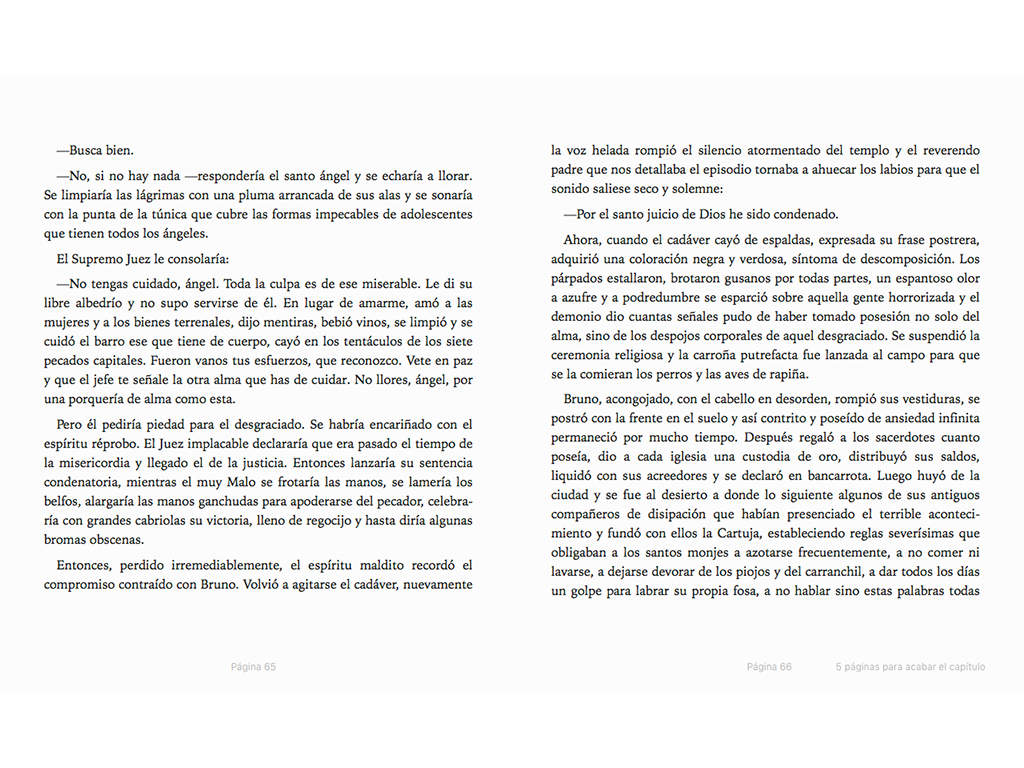 —Busca bien.
—No, si no hay nada —respondería el santo ángel y se echaría a llorar.
Se limpiaría las lágrimas con una pluma arrancada de sus alas y se sonaría
con la punta de la túnica que cubre las formas impecables de adolescentes
que tienen todos los ángeles.
El Supremo Juez le consolaría:
—No tengas cuidado, ángel. Toda la culpa es de ese miserable. Le di su
libre albedrío y no supo servirse de él. En lugar de amarme, amó a las
mujeres y a los bienes terrenales, dijo mentiras, bebió vinos, se limpió y se
cuidó el barro ese que tiene de cuerpo, cayó en los tentáculos de los siete
pecados capitales. Fueron vanos tus esfuerzos, que reconozco. Vete en paz
y que el jefe te señale la otra alma que has de cuidar. No llores, ángel, por
una porquería de alma como esta.
Pero él pediría piedad para el desgraciado. Se habría encariñado con el
espíritu réprobo. El Juez implacable declararía que era pasado el tiempo de
la misericordia y llegado el de la justicia. Entonces lanzaría su sentencia
condenatoria, mientras el muy Malo se frotaría las manos, se lamería los
belfos, alargaría las manos ganchudas para apoderarse del pecador, celebra-
ría con grandes cabriolas su victoria, lleno de regocijo y hasta diría algunas
bromas obscenas.
Entonces, perdido irremediablemente, el espíritu maldito recordó el
compromiso contraído con Bruno. Volvió a agitarse el cadáver, nuevamente
Página 65
la voz helada rompió el silencio atormentado del templo y el reverendo
padre que nos detallaba el episodio tornaba a ahuecar los labios para que el
sonido saliese seco y solemne:
—Por el santo juicio de Dios he sido condenado.
Ahora, cuando el cadáver cayó de espaldas, expresada su frase postrera,
adquirió una coloración negra y verdosa, síntoma de descomposición. Los
párpados estallaron, brotaron gusanos por todas partes, un espantoso olor
a azufre y a podredumbre se esparció sobre aquella gente horrorizada y el
demonio dio cuantas señales pudo de haber tomado posesión no solo del
alma, sino de los despojos corporales de aquel desgraciado. Se suspendió la
ceremonia religiosa y la carroña putrefacta fue lanzada al campo para que
se la comieran los perros y las aves de rapiña.
Bruno, acongojado, con el cabello en desorden, rompió sus vestiduras, se
postró con la frente en el suelo y así contrito y poseído de ansiedad infinita
permaneció por mucho tiempo. Después regaló a los sacerdotes cuanto
poseía, dio a cada iglesia una custodia de oro, distribuyó sus saldos,
liquidó con sus acreedores y se declaró en bancarrota. Luego huyó de la
ciudad y se fue al desierto a donde lo siguiente algunos de sus antiguos
compañeros de disipación que habían presenciado el terrible aconteci-
miento y fundó con ellos la Cartuja, estableciendo reglas severísimas que
obligaban a los santos monjes a azotarse frecuentemente, a no comer ni
lavarse, a dejarse devorar de los piojos y del carranchil, a dar todos los días
un golpe para labrar su propia fosa, a no hablar sino estas palabras todas
Página 66
5 páginas para acabar el capítulo